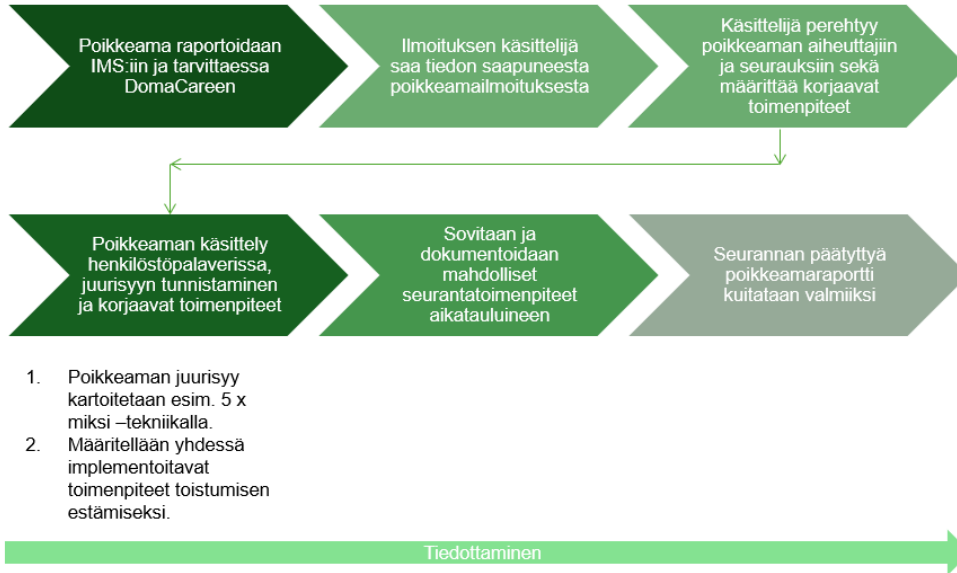 Poikkeama raportoidaan
IMS:iin ja tarvittaessa
DomaCareen
Ilmoituksen käsittelijä
saa tiedon saapuneesta
poikkeamailmoituksesta
Käsittelijä perehtyy
poikkeaman aiheuttajiin
ja seurauksiin sekä
määrittää korjaavat
toimenpiteet
Poikkeaman käsittely
henkilöstöpalaverissa,
juurisyyn tunnistaminen
ja korjaavat toimenpiteet
Sovitaan ja
dokumentoidaan
mahdolliset
seurantatoimenpiteet
aikatauluineen
Seurannan päätyttyä
poikkeamaraportti
kuitataan valmiiksi
1. Poikkeaman juurisyy
kartoitetaan esim. 5 x
miksi –tekniikalla.
2. Määritellään yhdessä
implementoitavat
toimenpiteet toistumisen
estämiseksi.
Tiedottaminen